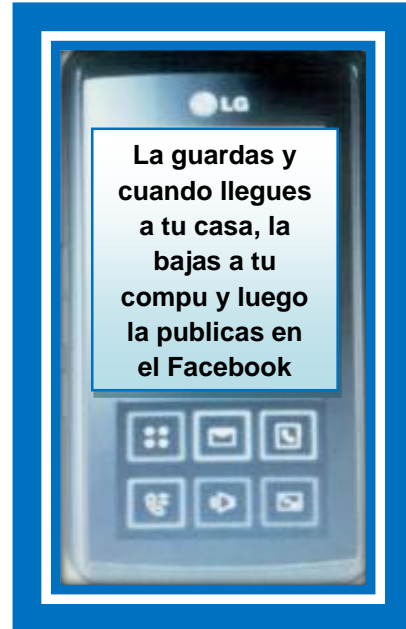 LG
La guardas y
cuando llegues
a tu casa, la
bajas a tu
compu y luego
la publicas en
el Facebook